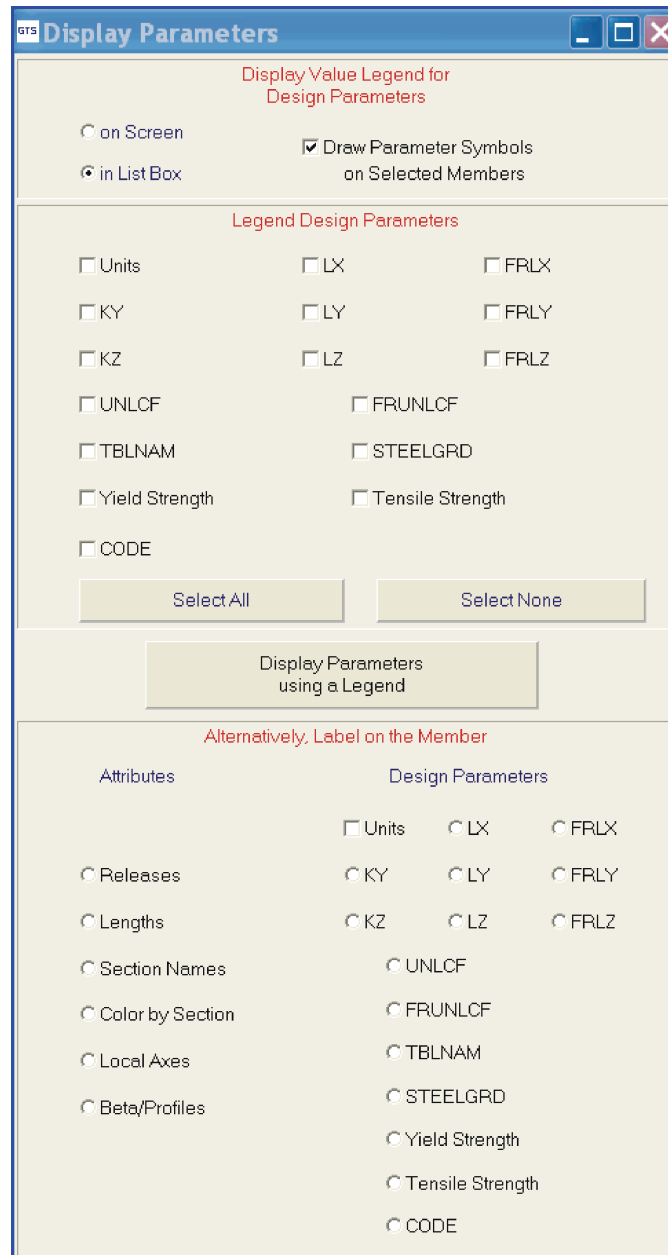 GTS Display Parameters
Display Value Legend for
Design Parameters
on Screen
in List Box
Draw Parameter Symbols
on Selected Members
Legend Design Parameters
Units LX FRLX
KY LY FRLY
KZ LZ FRLZ
UNLCF FRUNLCF
TBLNAM STEELGRD
Yield Strength Tensile Strength
CODE
Select All Select None
Display Parameters
using a Legend
Alternatively, Label on the Member
Attributes Design Parameters
Units LX FRLX
Releases KY LY FRLY
Lengths KZ LZ FRLZ
Section Names UNLCF
Color by Section FRUNLCF
Local Axes TBLNAM
Beta/Profiles STEELGRD
Yield Strength
Tensile Strength
CODE